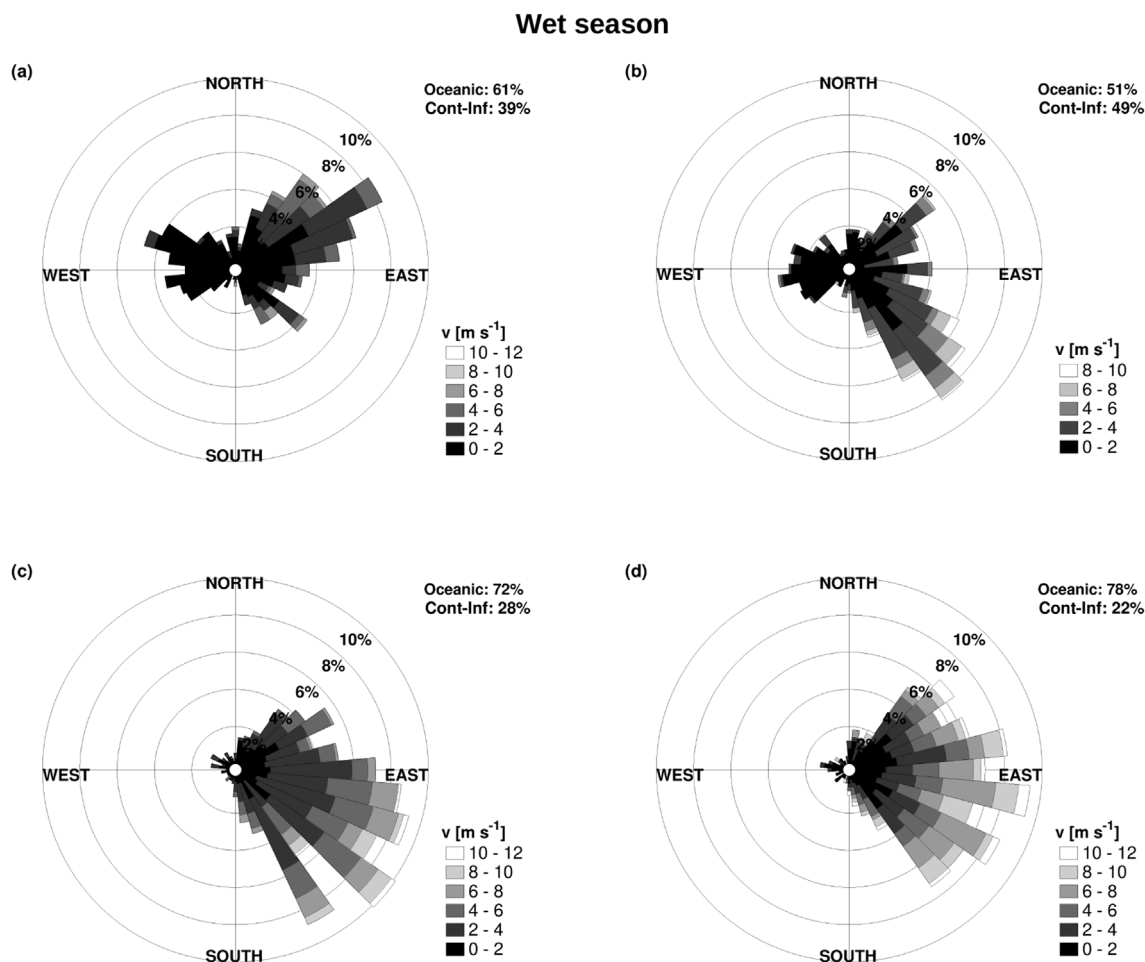 Wet season
(a)
NORTH
Oceanic: 61%
Cont-Inf: 39%
10%
8%
6%
4%
WEST
EAST
SOUTH
v [m s-1]
10 - 12
8 - 10
6 - 8
4 - 6
2 - 4
0 - 2
(b)
NORTH
Oceanic: 51%
Cont-Inf: 49%
10%
8%
6%
4%
2%
WEST
EAST
SOUTH
v [m s-1]
8 - 10
6 - 8
4 - 6
2 - 4
0 - 2
(c)
NORTH
Oceanic: 72%
Cont-Inf: 28%
10%
8%
6%
4%
2%
WEST
EAST
SOUTH
v [m s-1]
10 - 12
8 - 10
6 - 8
4 - 6
2 - 4
0 - 2
(d)
NORTH
Oceanic: 78%
Cont-Inf: 22%
10%
8%
6%
4%
2%
WEST
EAST
SOUTH
v [m s-1]
10 - 12
8 - 10
6 - 8
4 - 6
2 - 4
0 - 2